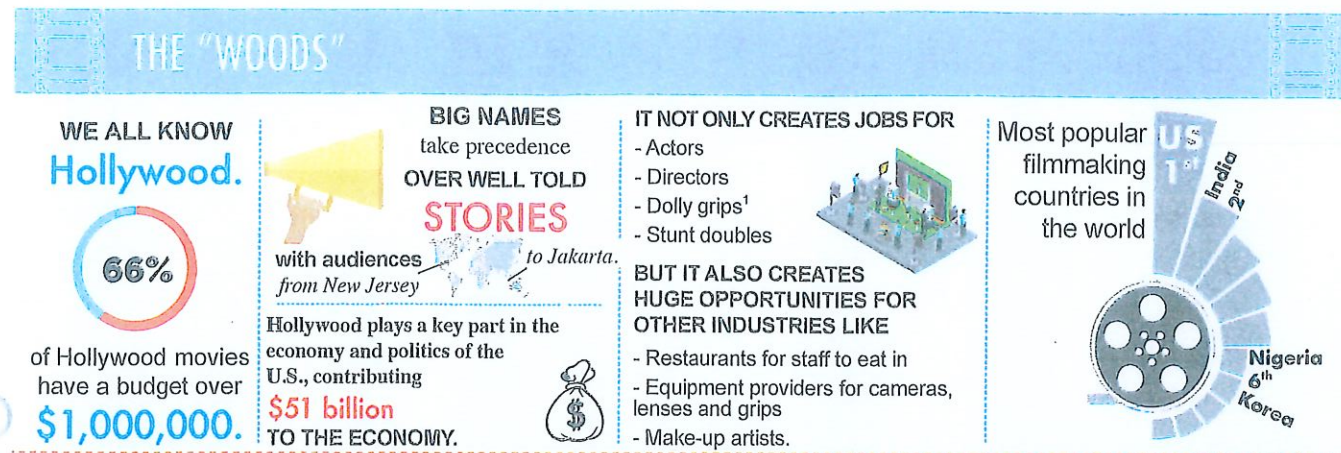 THE "WOODS"
WE ALL KNOW
Hollywood.
66%
of Hollywood movies
have a budget over
$1,000,000.
BIG NAMES
take precedence
OVER WELL TOLD
STORIES
with audiences
from New Jersey
to Jakarta.
Hollywood plays a key part in the
economy and politics of the
U.S., contributing
$51 billion
TO THE ECONOMY.
IT NOT ONLY CREATES JOBS FOR
- Actors
- Directors
- Dolly grips¹
- Stunt doubles
BUT IT ALSO CREATES
HUGE OPPORTUNITIES FOR
OTHER INDUSTRIES LIKE
- Restaurants for staff to eat in
- Equipment providers for cameras,
lenses and grips
- Make-up artists.
Most popular
filmmaking
countries in
the world
US
1st
India
2nd
Nigeria
6th
Korea
$